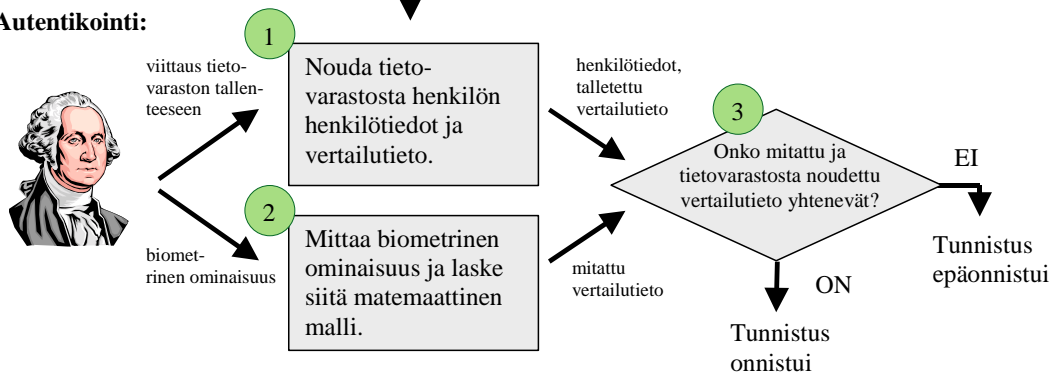 Autentikointi:
1
viittaus tieto-
varaston tallen-
teeseen
Nouda tieto-
varastosta henkilön
henkilötiedot ja
vertailutieto.
henkilötiedot,
talletettu
vertailutieto
2
biomet-
rinen ominaisuus
Mittaa biometrinen
ominaisuus ja laske
siitä matemaattinen
malli.
mitattu
vertailutieto
3
Onko mitattu ja
tietovarastosta noudettu
vertailutieto yhtenevät?
EI
Tunnistus
epäonnistui
ON
Tunnistus
onnistui